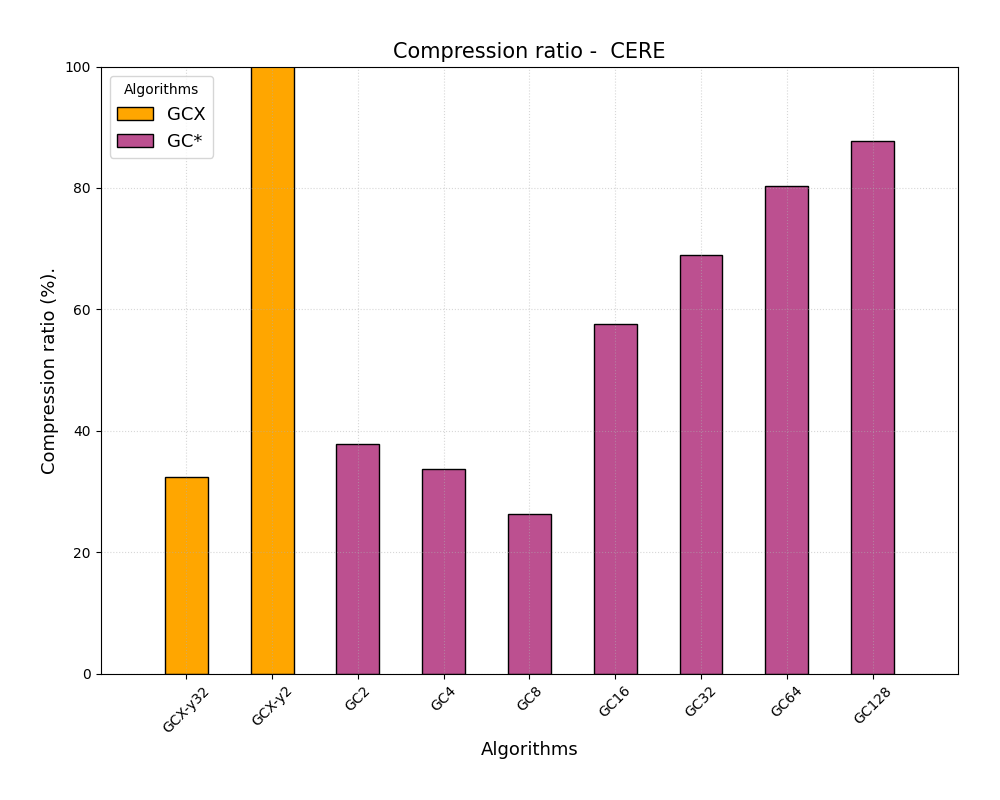 Compression ratio -  CERE
Algorithms
GCX
GC*
Compression ratio (%).
100
80
60
40
20
0
GCX-y32
GCX-y2
GC2
GC4
GC8
GC16
GC32
GC64
GC128
Algorithms